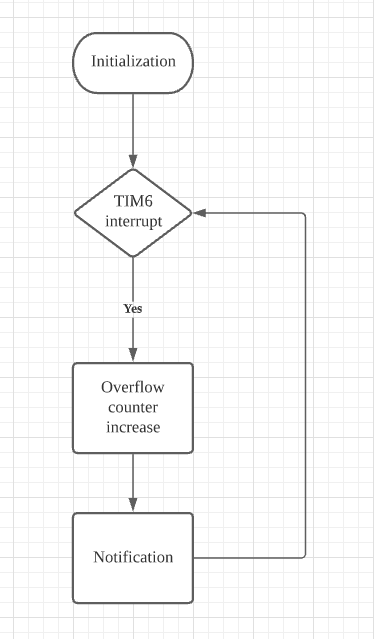 Initialization
TIM6
interrupt
Yes
Overflow
counter
increase
Notification